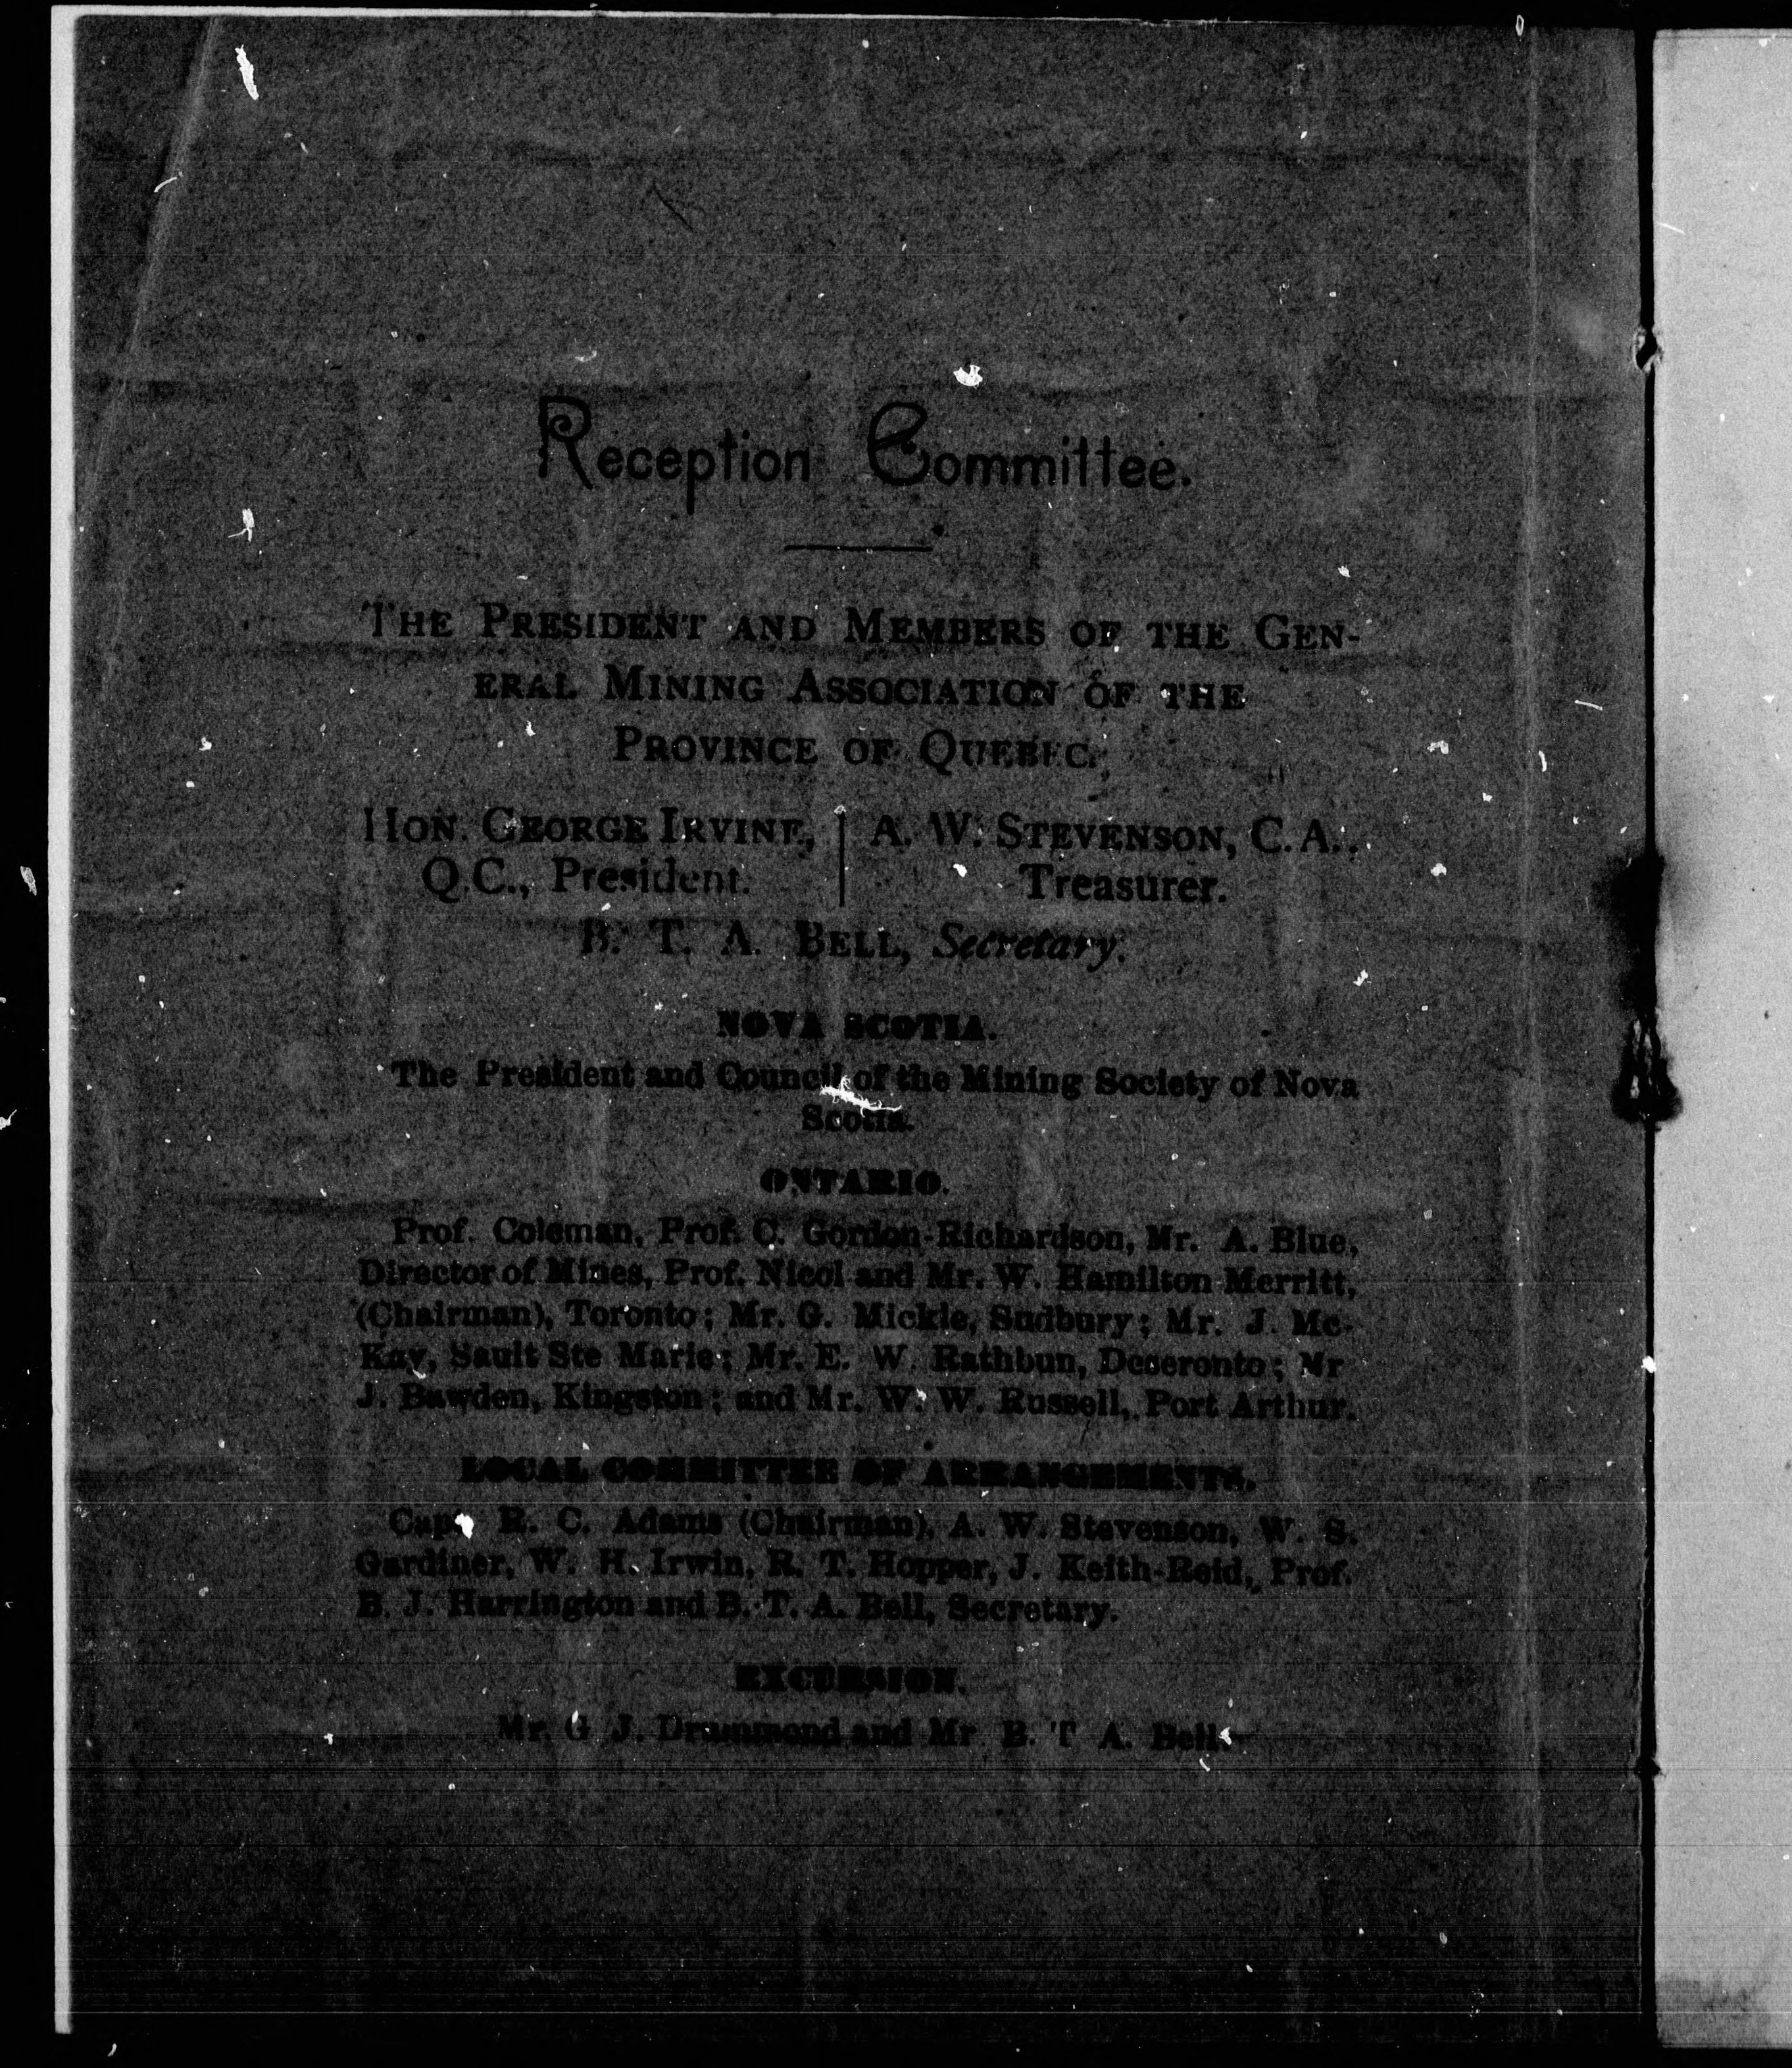 Reception Committee.
THE PRESIDENT AND MEMBERS OF THE GEN-
ERAL MINING ASSOCIATION OF THE
PROVINCE OF QUEBEC.
HON. GEORGE IRVINE,
Q.C., President.
A. W. STEVENSON, C.A.,
Treasurer.
B. T. A. BELL, Secretary.
NOVA SCOTIA.
The President and Council of the Mining Society of Nova
Scotia.
ONTARIO.
Prof. Coleman, Prof. C. Gordon-Richardson, Mr. A. Blue,
Director of Mines, Prof. Nicol and Mr. W. Hamilton Merritt,
(Chairman), Toronto; Mr. G. Mickle, Sudbury; Mr. J. Mc-
Kay, Sault Ste Marie; Mr. E. W. Rathbun, Deseronto; Mr
J. Bawden, Kingston; and Mr. W. W. Russell, Port Arthur.
LOCAL COMMITTEE OF ARRANGEMENTS.
Capt. R. C. Adams (Chairman), A. W. Stevenson, W. S.
Gardiner, W. H. Irwin, R. T. Hopper, J. Keith-Reid, Prof.
B. J. Harrington and B. T. A. Bell, Secretary.
EXCURSION.
Mr. G J. Drummond and Mr B. T A. Bell.